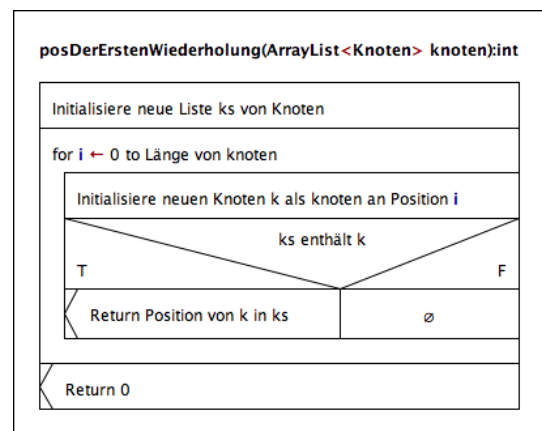 posDerErstenWiederholung(ArrayList<Knoten> knoten):int
Initialisiere neue Liste ks von Knoten
for i ← 0 to Länge von knoten
Initialisiere neuen Knoten k als knoten an Position i
ks enthält k
T F
Return Position von k in ks ∅
Return 0